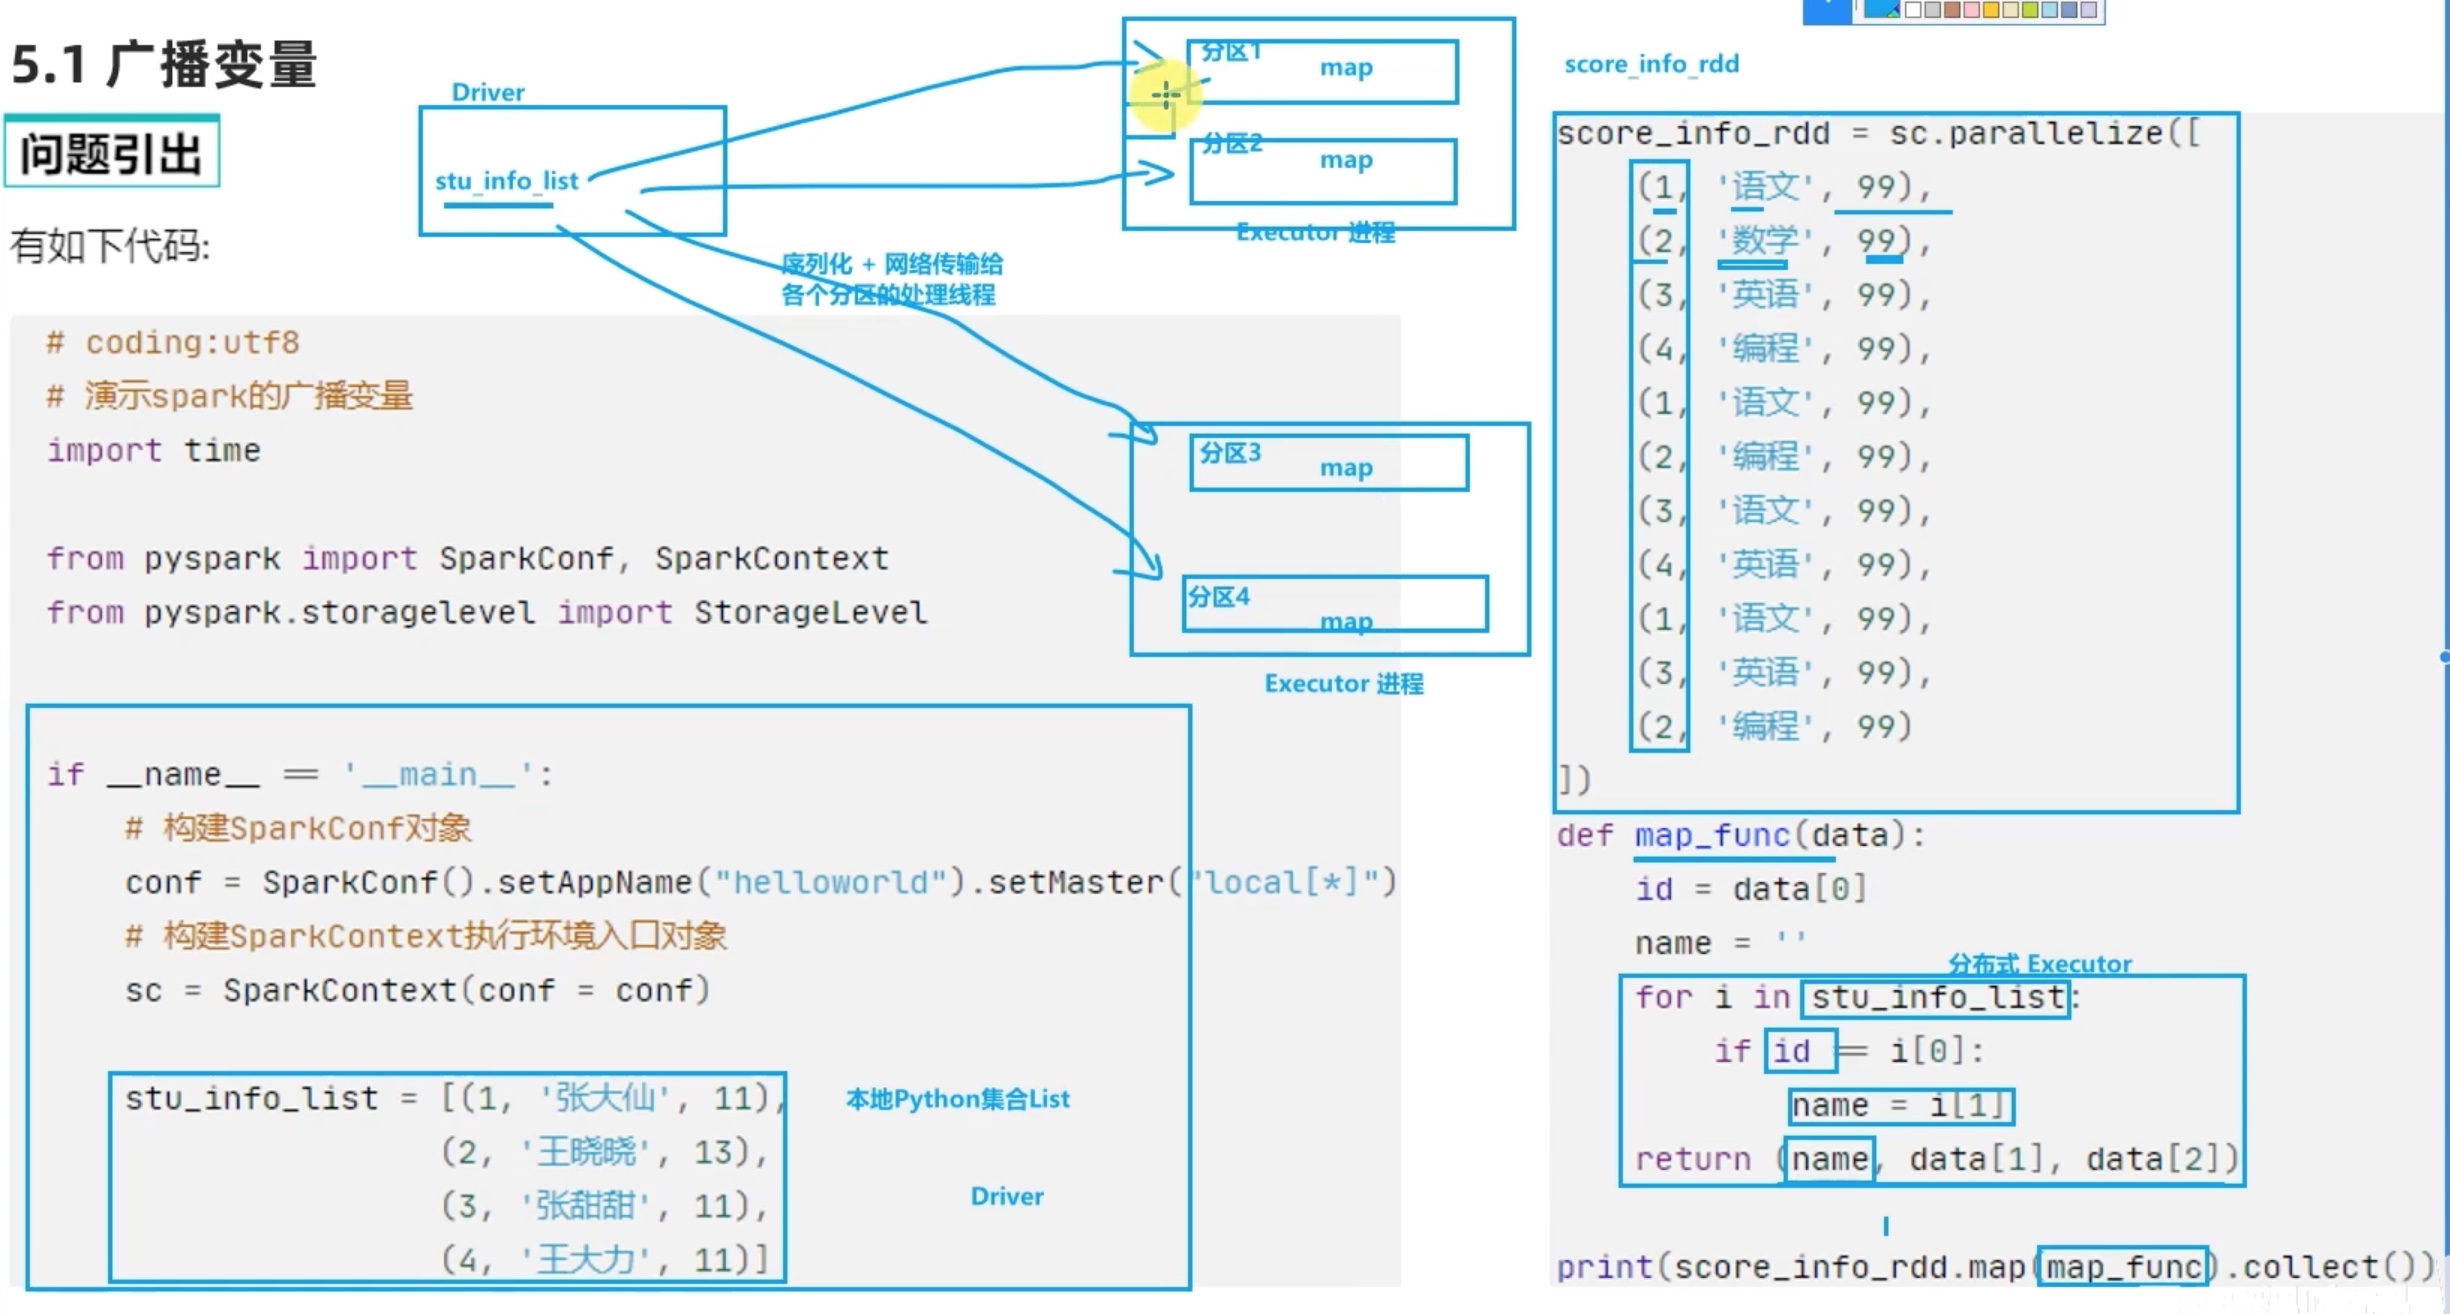 5.1 广播变量
问题引出
有如下代码:
Driver
stu_info_list
序列化 + 网络传输给
各个分区的处理线程
分区1
map
分区2
map
Executor 进程
分区3
map
分区4
map
Executor 进程
# coding:utf8
# 演示spark的广播变量
import time
from pyspark import SparkConf, SparkContext
from pyspark.storagelevel import StorageLevel
if __name__ == '__main__':
# 构建SparkConf对象
conf = SparkConf().setAppName("helloworld").setMaster("local[*]")
# 构建SparkContext执行环境入口对象
sc = SparkContext(conf = conf)
stu_info_list = [(1, '张大仙', 11),
(2, '王晓晓', 13),
(3, '张甜甜', 11),
(4, '王大力', 11)]
本地Python集合List
Driver
score_info_rdd
score_info_rdd = sc.parallelize([
(1, '语文', 99),
(2, '数学', 99),
(3, '英语', 99),
(4, '编程', 99),
(1, '语文', 99),
(2, '编程', 99),
(3, '语文', 99),
(4, '英语', 99),
(1, '语文', 99),
(3, '英语', 99),
(2, '编程', 99)
])
def map_func(data):
id = data[0]
name = ''
分布式 Executor
for i in stu_info_list:
if id == i[0]:
name = i[1]
return (name, data[1], data[2])
print(score_info_rdd.map(map_func).collect())